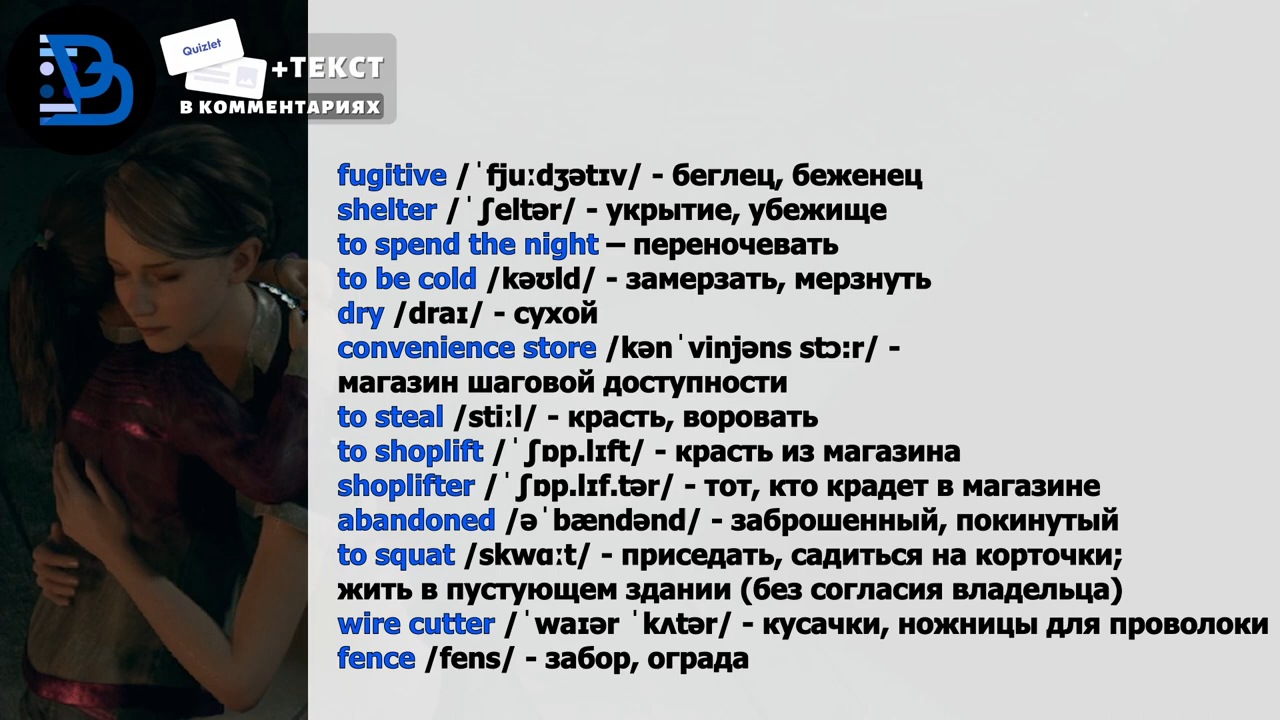 Quizlet
+ТЕКСТ
В КОММЕНТАРИЯХ
fugitive /ˈfjuːdʒətɪv/ - беглец, беженец
shelter /ˈʃeltər/ - укрытие, убежище
to spend the night – переночевать
to be cold /kəʊld/ - замерзать, мерзнуть
dry /draɪ/ - сухой
convenience store /kənˈvinjəns stɔːr/ -
магазин шаговой доступности
to steal /stiːl/ - красть, воровать
to shoplift /ˈʃɒp.lɪft/ - красть из магазина
shoplifter /ˈʃɒp.lɪf.tər/ - тот, кто крадет в магазине
abandoned /əˈbændənd/ - заброшенный, покинутый
to squat /skwɑːt/ - приседать, садиться на корточки;
жить в пустующем здании (без согласия владельца)
wire cutter /ˈwaɪər ˈkʌtər/ - кусачки, ножницы для проволоки
fence /fens/ - забор, ограда